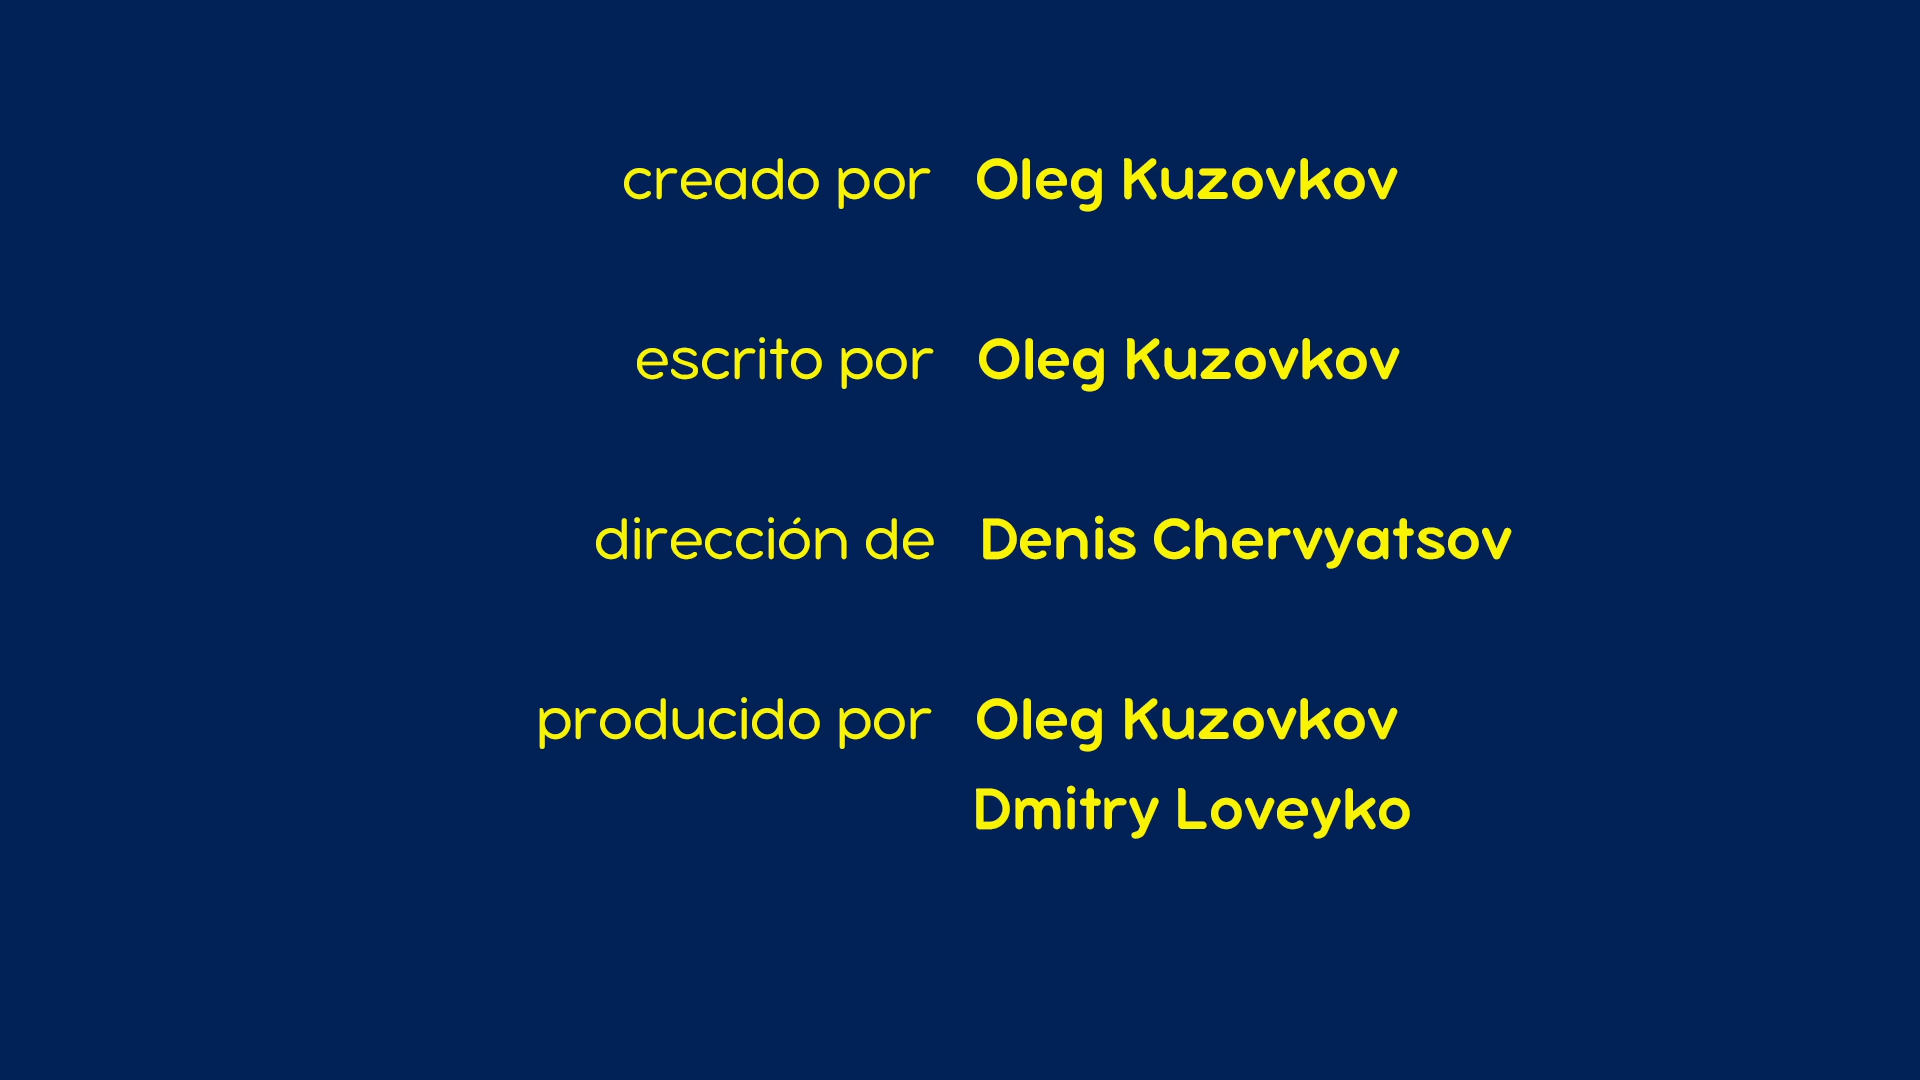 creado por Oleg Kuzovkov
escrito por Oleg Kuzovkov
dirección de Denis Chervyatsov
producido por Oleg Kuzovkov
Dmitry Loveyko